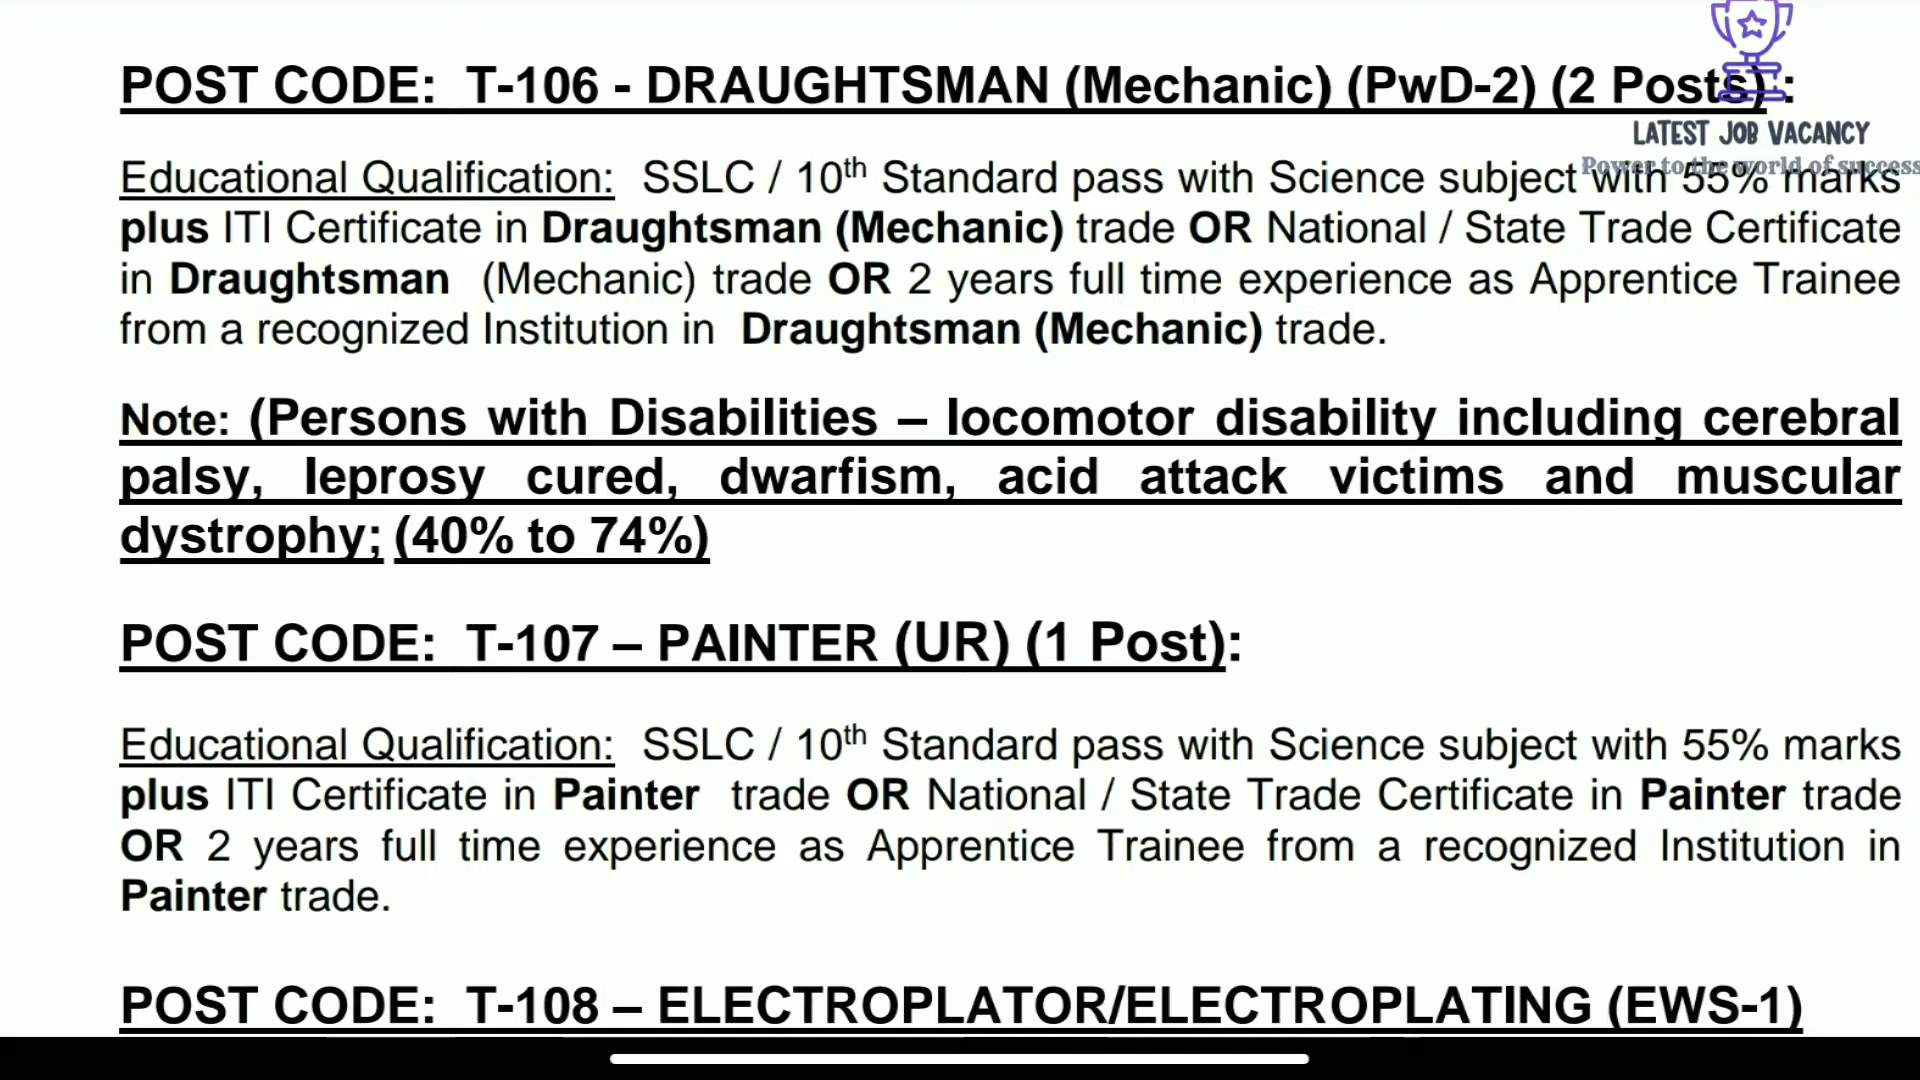 POST CODE: T-106 - DRAUGHTSMAN (Mechanic) (PwD-2) (2 Posts) :
LATEST JOB VACANCY
Power to the world of success
Educational Qualification: SSLC / 10th Standard pass with Science subject with 55% marks
plus ITI Certificate in Draughtsman (Mechanic) trade OR National / State Trade Certificate
in Draughtsman (Mechanic) trade OR 2 years full time experience as Apprentice Trainee
from a recognized Institution in Draughtsman (Mechanic) trade.
Note: (Persons with Disabilities – locomotor disability including cerebral
palsy, leprosy cured, dwarfism, acid attack victims and muscular
dystrophy; (40% to 74%)
POST CODE: T-107 – PAINTER (UR) (1 Post):
Educational Qualification: SSLC / 10th Standard pass with Science subject with 55% marks
plus ITI Certificate in Painter trade OR National / State Trade Certificate in Painter trade
OR 2 years full time experience as Apprentice Trainee from a recognized Institution in
Painter trade.
POST CODE: T-108 – ELECTROPLATOR/ELECTROPLATING (EWS-1)